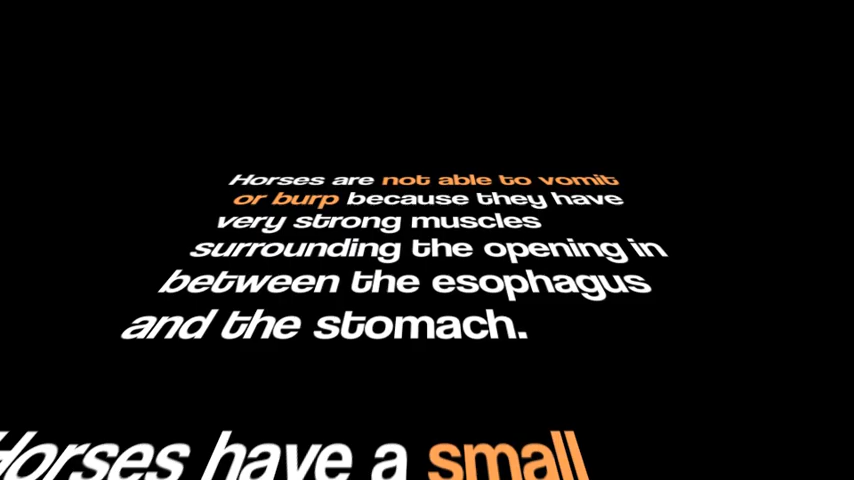 Horses are not able to vomit
or burp because they have
very strong muscles
surrounding the opening in
between the esophagus
and the stomach.
Horses have a small